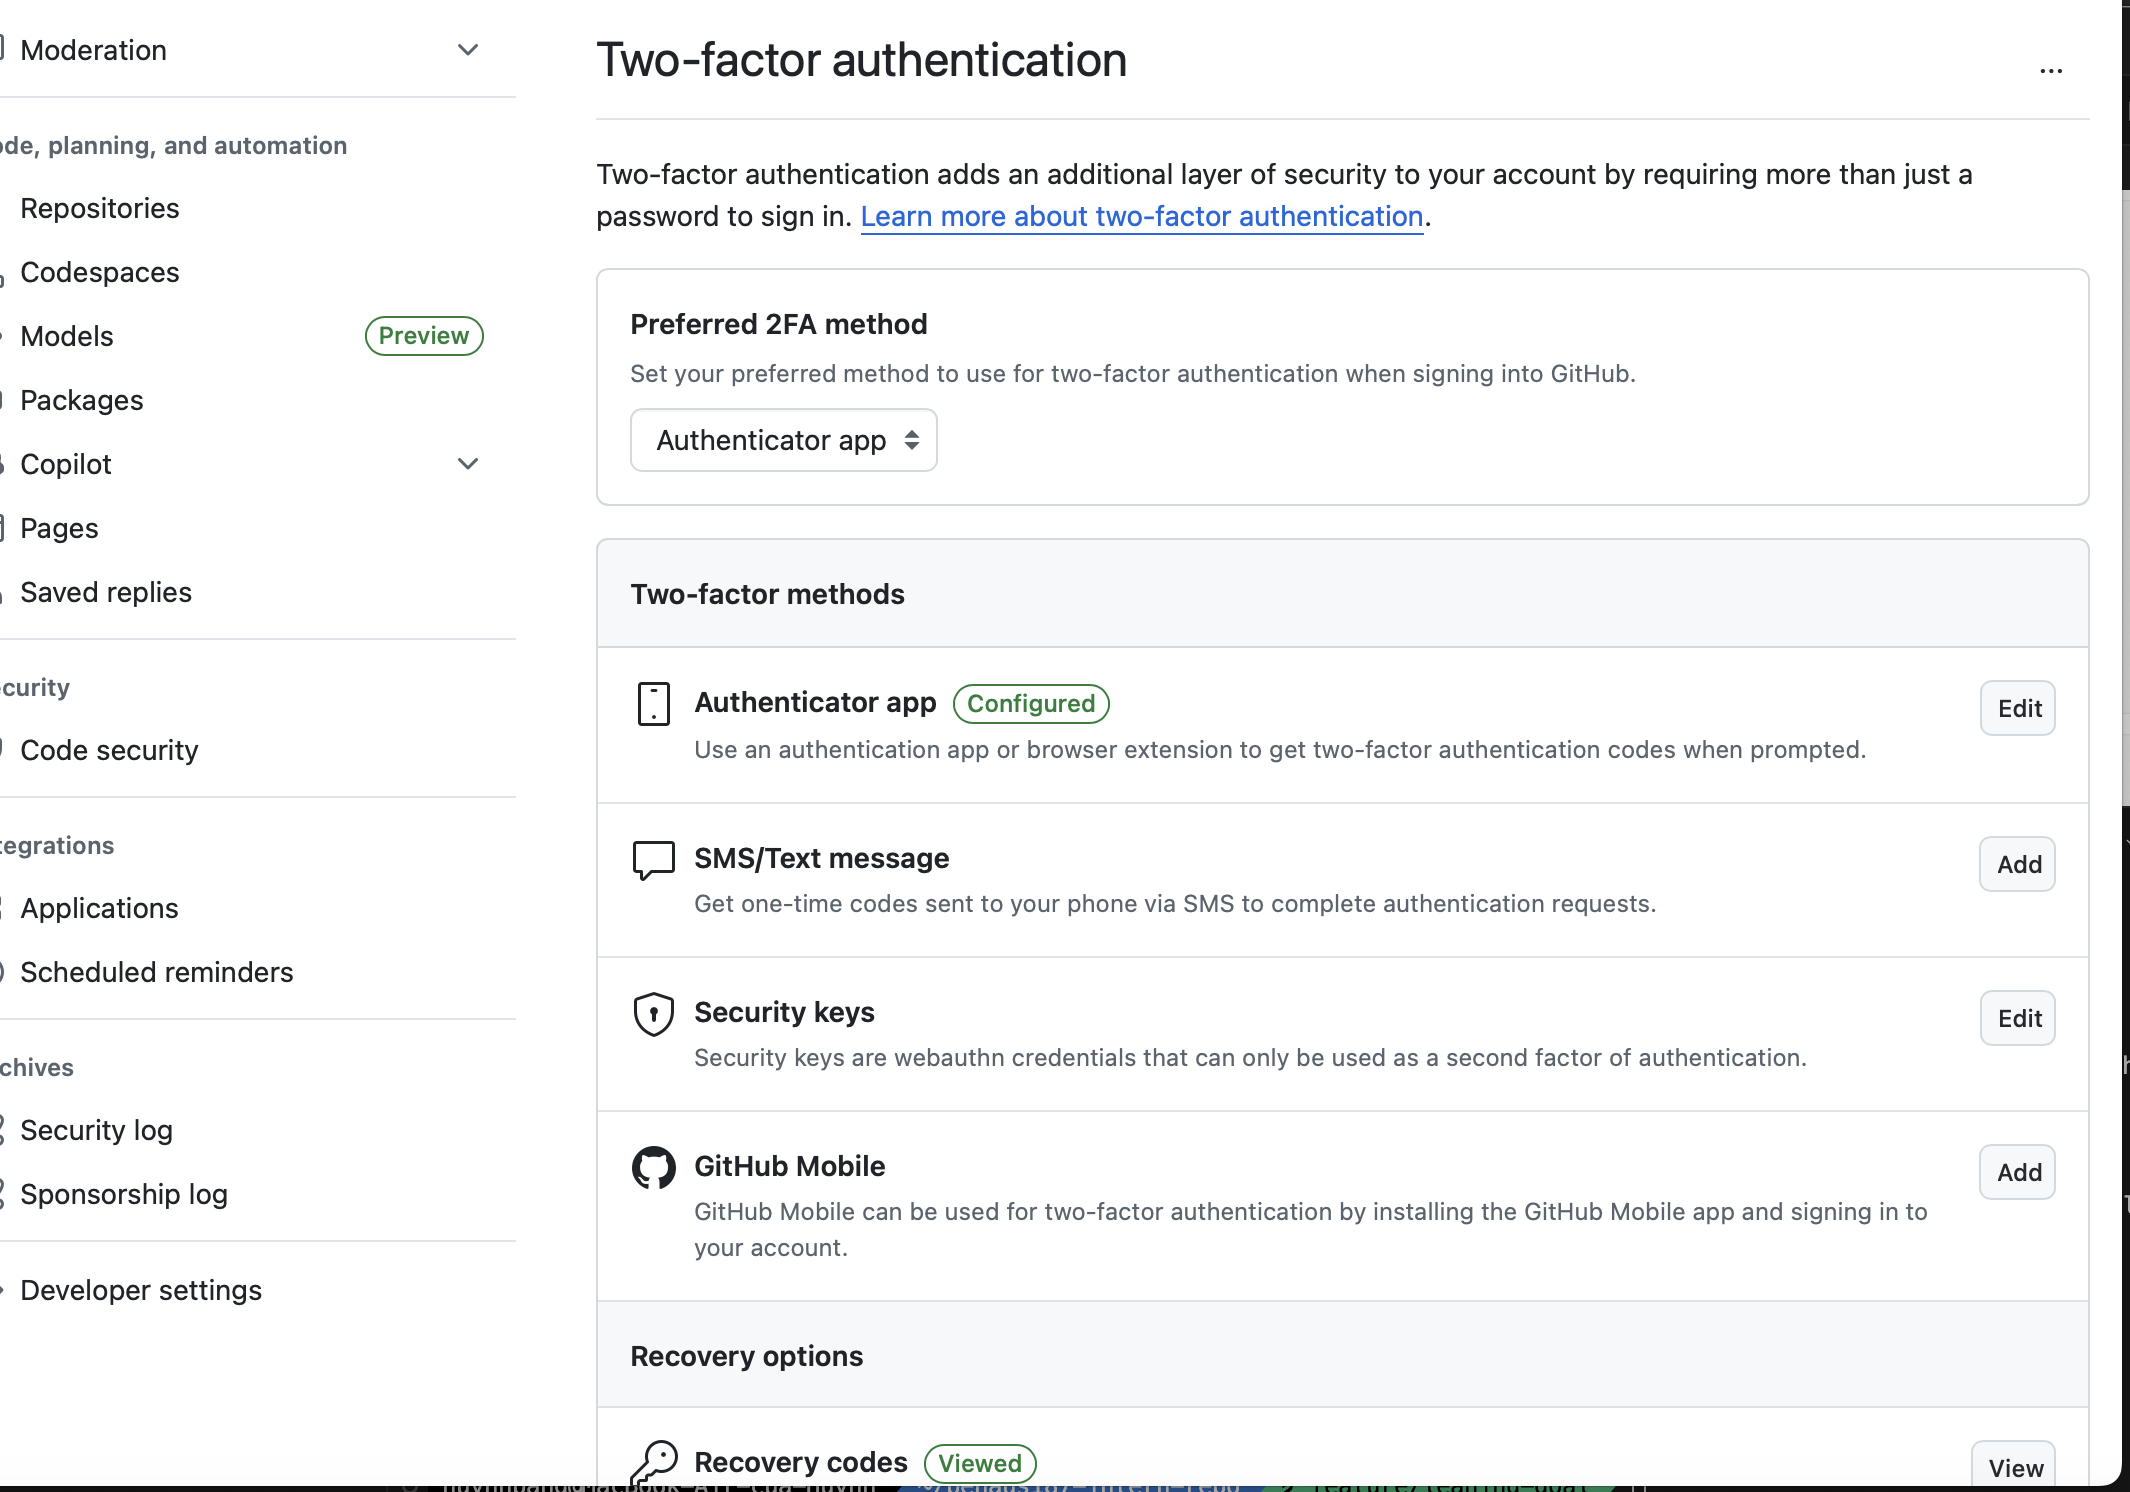 Moderation
de, planning, and automation
Repositories
Codespaces
Models Preview
Packages
Copilot
Pages
Saved replies
curity
Code security
tegrations
Applications
Scheduled reminders
chives
Security log
Sponsorship log
Developer settings
Two-factor authentication
...
Two-factor authentication adds an additional layer of security to your account by requiring more than just a
password to sign in. Learn more about two-factor authentication.
Preferred 2FA method
Set your preferred method to use for two-factor authentication when signing into GitHub.
Authenticator app
Two-factor methods
Authenticator app Configured Edit
Use an authentication app or browser extension to get two-factor authentication codes when prompted.
SMS/Text message Add
Get one-time codes sent to your phone via SMS to complete authentication requests.
Security keys Edit
Security keys are webauthn credentials that can only be used as a second factor of authentication.
GitHub Mobile Add
GitHub Mobile can be used for two-factor authentication by installing the GitHub Mobile app and signing in to
your account.
Recovery options
Recovery codes Viewed View